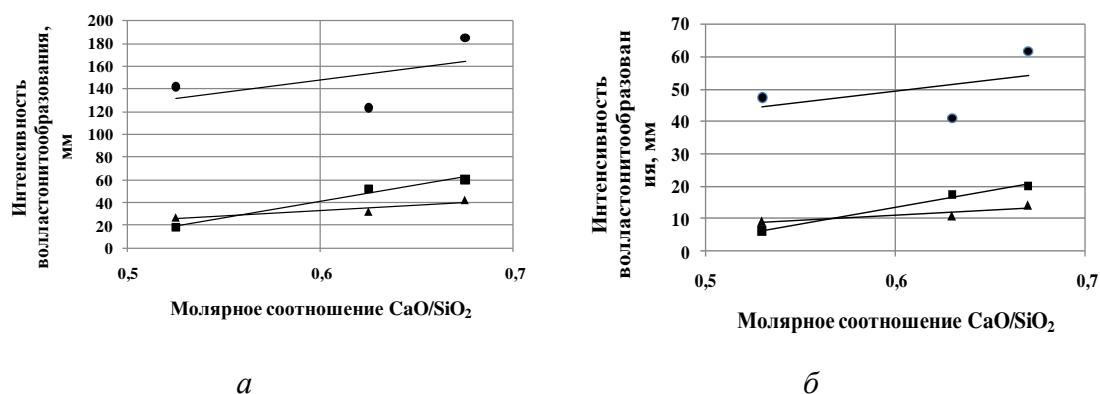 Интенсивность
волластонитообразования,
мм
200
180
160
140
120
100
80
60
40
20
0
0,5
0,6
0,7
Молярное соотношение CaO/SiO₂
а
Интенсивность
волластонитообразован
ия, мм
70
60
50
40
30
20
10
0
0,5
0,6
0,7
Молярное соотношение CaO/SiO₂
б